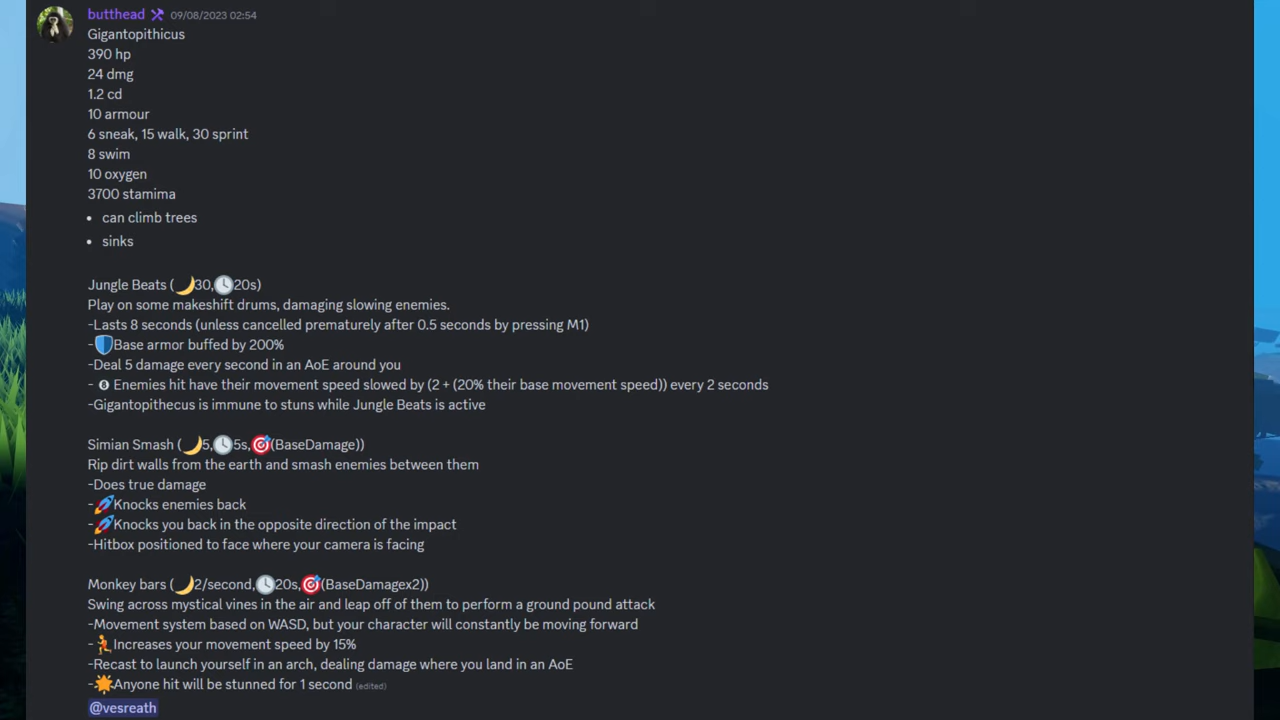 butthead 09/08/2023 02:54
Gigantopithicus
390 hp
24 dmg
1.2 cd
10 armour
6 sneak, 15 walk, 30 sprint
8 swim
10 oxygen
3700 stamima
• can climb trees
• sinks
Jungle Beats (🌙30,🕓20s)
Play on some makeshift drums, damaging slowing enemies.
-Lasts 8 seconds (unless cancelled prematurely after 0.5 seconds by pressing M1)
-🛡️Base armor buffed by 200%
-Deal 5 damage every second in an AoE around you
- 🎱 Enemies hit have their movement speed slowed by (2 + (20% their base movement speed)) every 2 seconds
-Gigantopithecus is immune to stuns while Jungle Beats is active
Simian Smash (🌙5,🕓5s,🎯(BaseDamage))
Rip dirt walls from the earth and smash enemies between them
-Does true damage
-🚀Knocks enemies back
-🚀Knocks you back in the opposite direction of the impact
-Hitbox positioned to face where your camera is facing
Monkey bars (🌙2/second,🕓20s,🎯(BaseDamagex2))
Swing across mystical vines in the air and leap off of them to perform a ground pound attack
-Movement system based on WASD, but your character will constantly be moving forward
-🏃Increases your movement speed by 15%
-Recast to launch yourself in an arch, dealing damage where you land in an AoE
-🌟Anyone hit will be stunned for 1 second (edited)
@vesreath